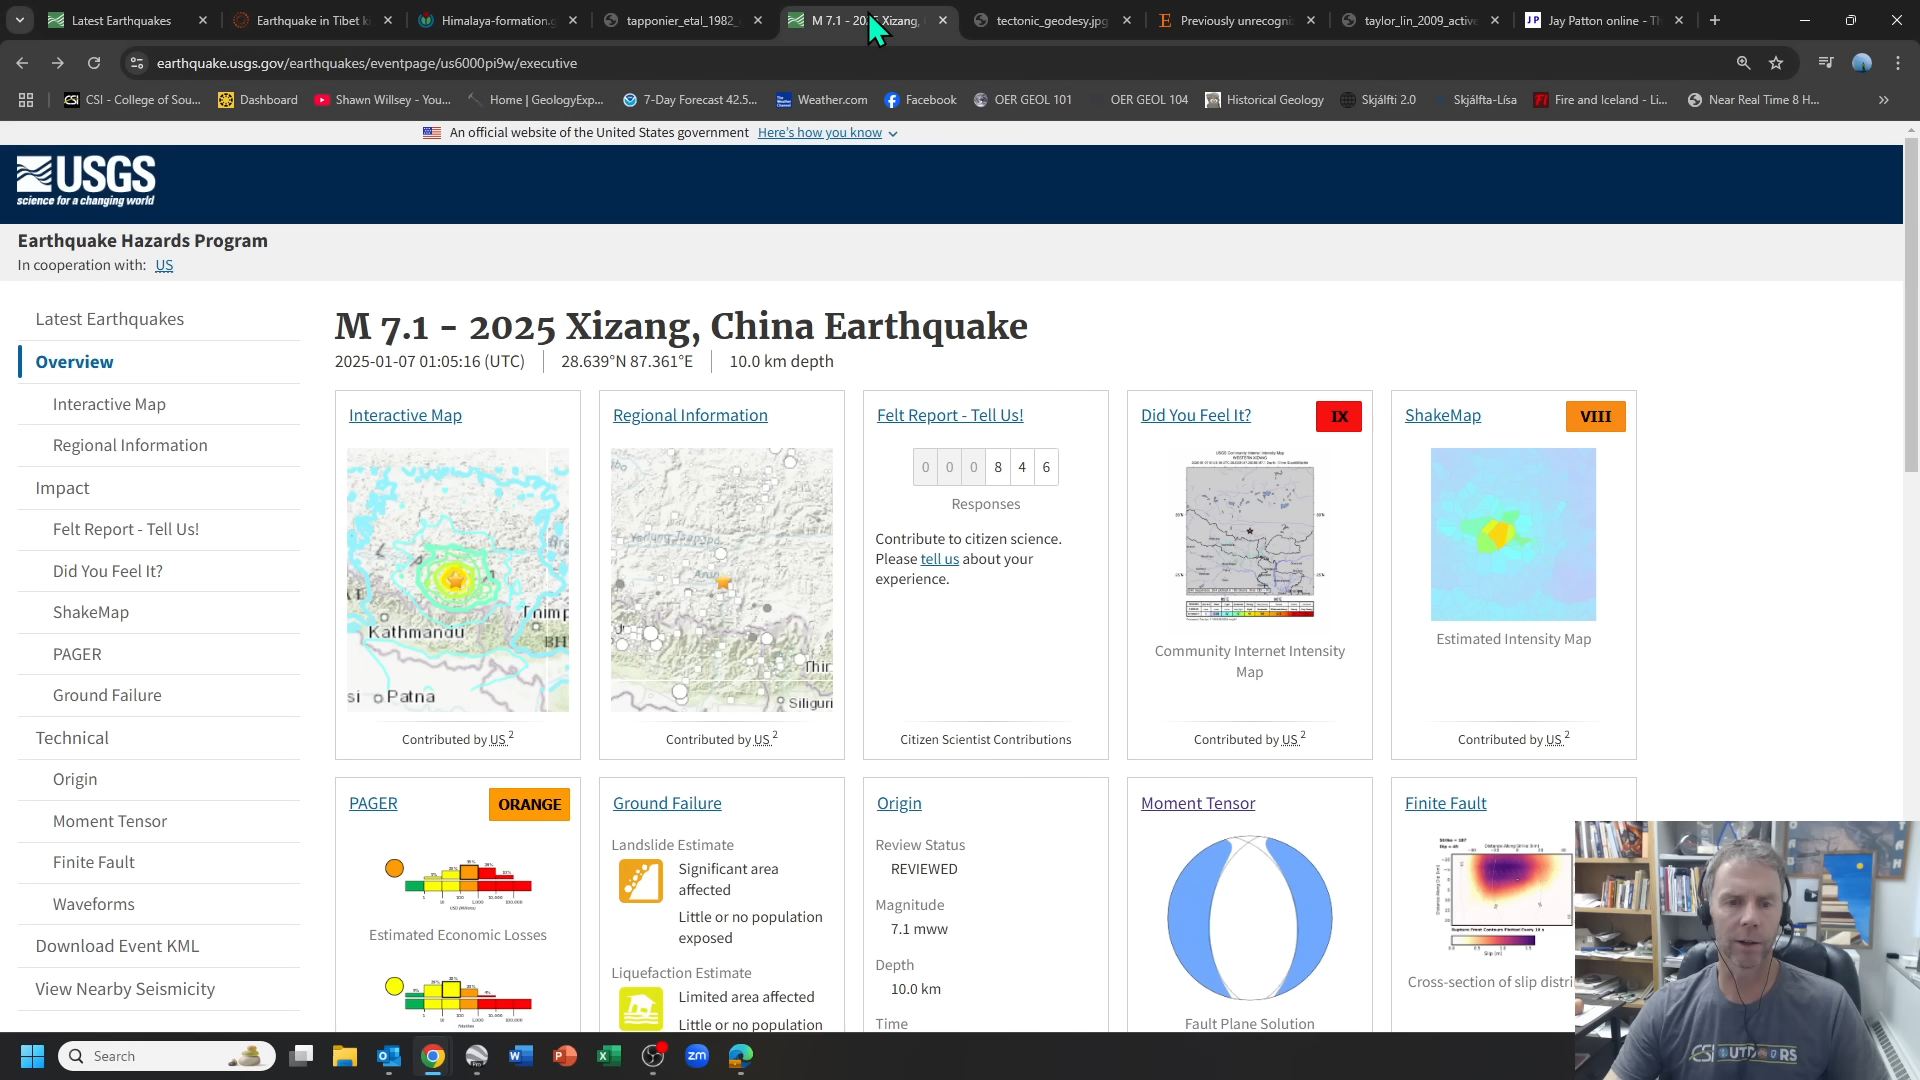 Latest Earthquakes
Earthquake in Tibet ki
Himalaya-formation.g
tapponier_etal_1982_
M 7.1 - 2025 Xizang,
tectonic_geodesy.jpg
Previously unrecogni
taylor_lin_2009_active
Jay Patton online - Th
earthquake.usgs.gov/earthquakes/eventpage/us6000pi9w/executive
CSI - College of Sou...
Dashboard
Shawn Willsey - You...
Home | GeologyExp...
7-Day Forecast 42.5...
Weather.com
Facebook
OER GEOL 101
OER GEOL 104
Historical Geology
Skjálfti 2.0
Skjálfta-Lísa
Fire and Iceland - Li...
Near Real Time 8 H...
An official website of the United States government Here's how you know
USGS
science for a changing world
Earthquake Hazards Program
In cooperation with: US
Latest Earthquakes
Overview
Interactive Map
Regional Information
Impact
Felt Report - Tell Us!
Did You Feel It?
ShakeMap
PAGER
Ground Failure
Technical
Origin
Moment Tensor
Finite Fault
Waveforms
Download Event KML
View Nearby Seismicity
M 7.1 - 2025 Xizang, China Earthquake
2025-01-07 01:05:16 (UTC) 28.639°N 87.361°E 10.0 km depth
Interactive Map
Kathmandu
Thimp
BH
Patna
Contributed by US 2
Regional Information
Arun
Thir
Siliguri
Contributed by US 2
Felt Report - Tell Us!
0 0 0 8 4 6
Responses
Contribute to citizen science.
Please tell us about your
experience.
Citizen Scientist Contributions
Did You Feel It? IX
Community Internet Intensity
Map
Contributed by US 2
ShakeMap VIII
Estimated Intensity Map
Contributed by US 2
PAGER ORANGE
Estimated Economic Losses
Ground Failure
Landslide Estimate
Significant area
affected
Little or no population
exposed
Liquefaction Estimate
Limited area affected
Little or no population
Origin
Review Status
REVIEWED
Magnitude
7.1 mww
Depth
10.0 km
Time
Moment Tensor
Fault Plane Solution
Finite Fault
Cross-section of slip distri
CSI OUTDOORS
Search